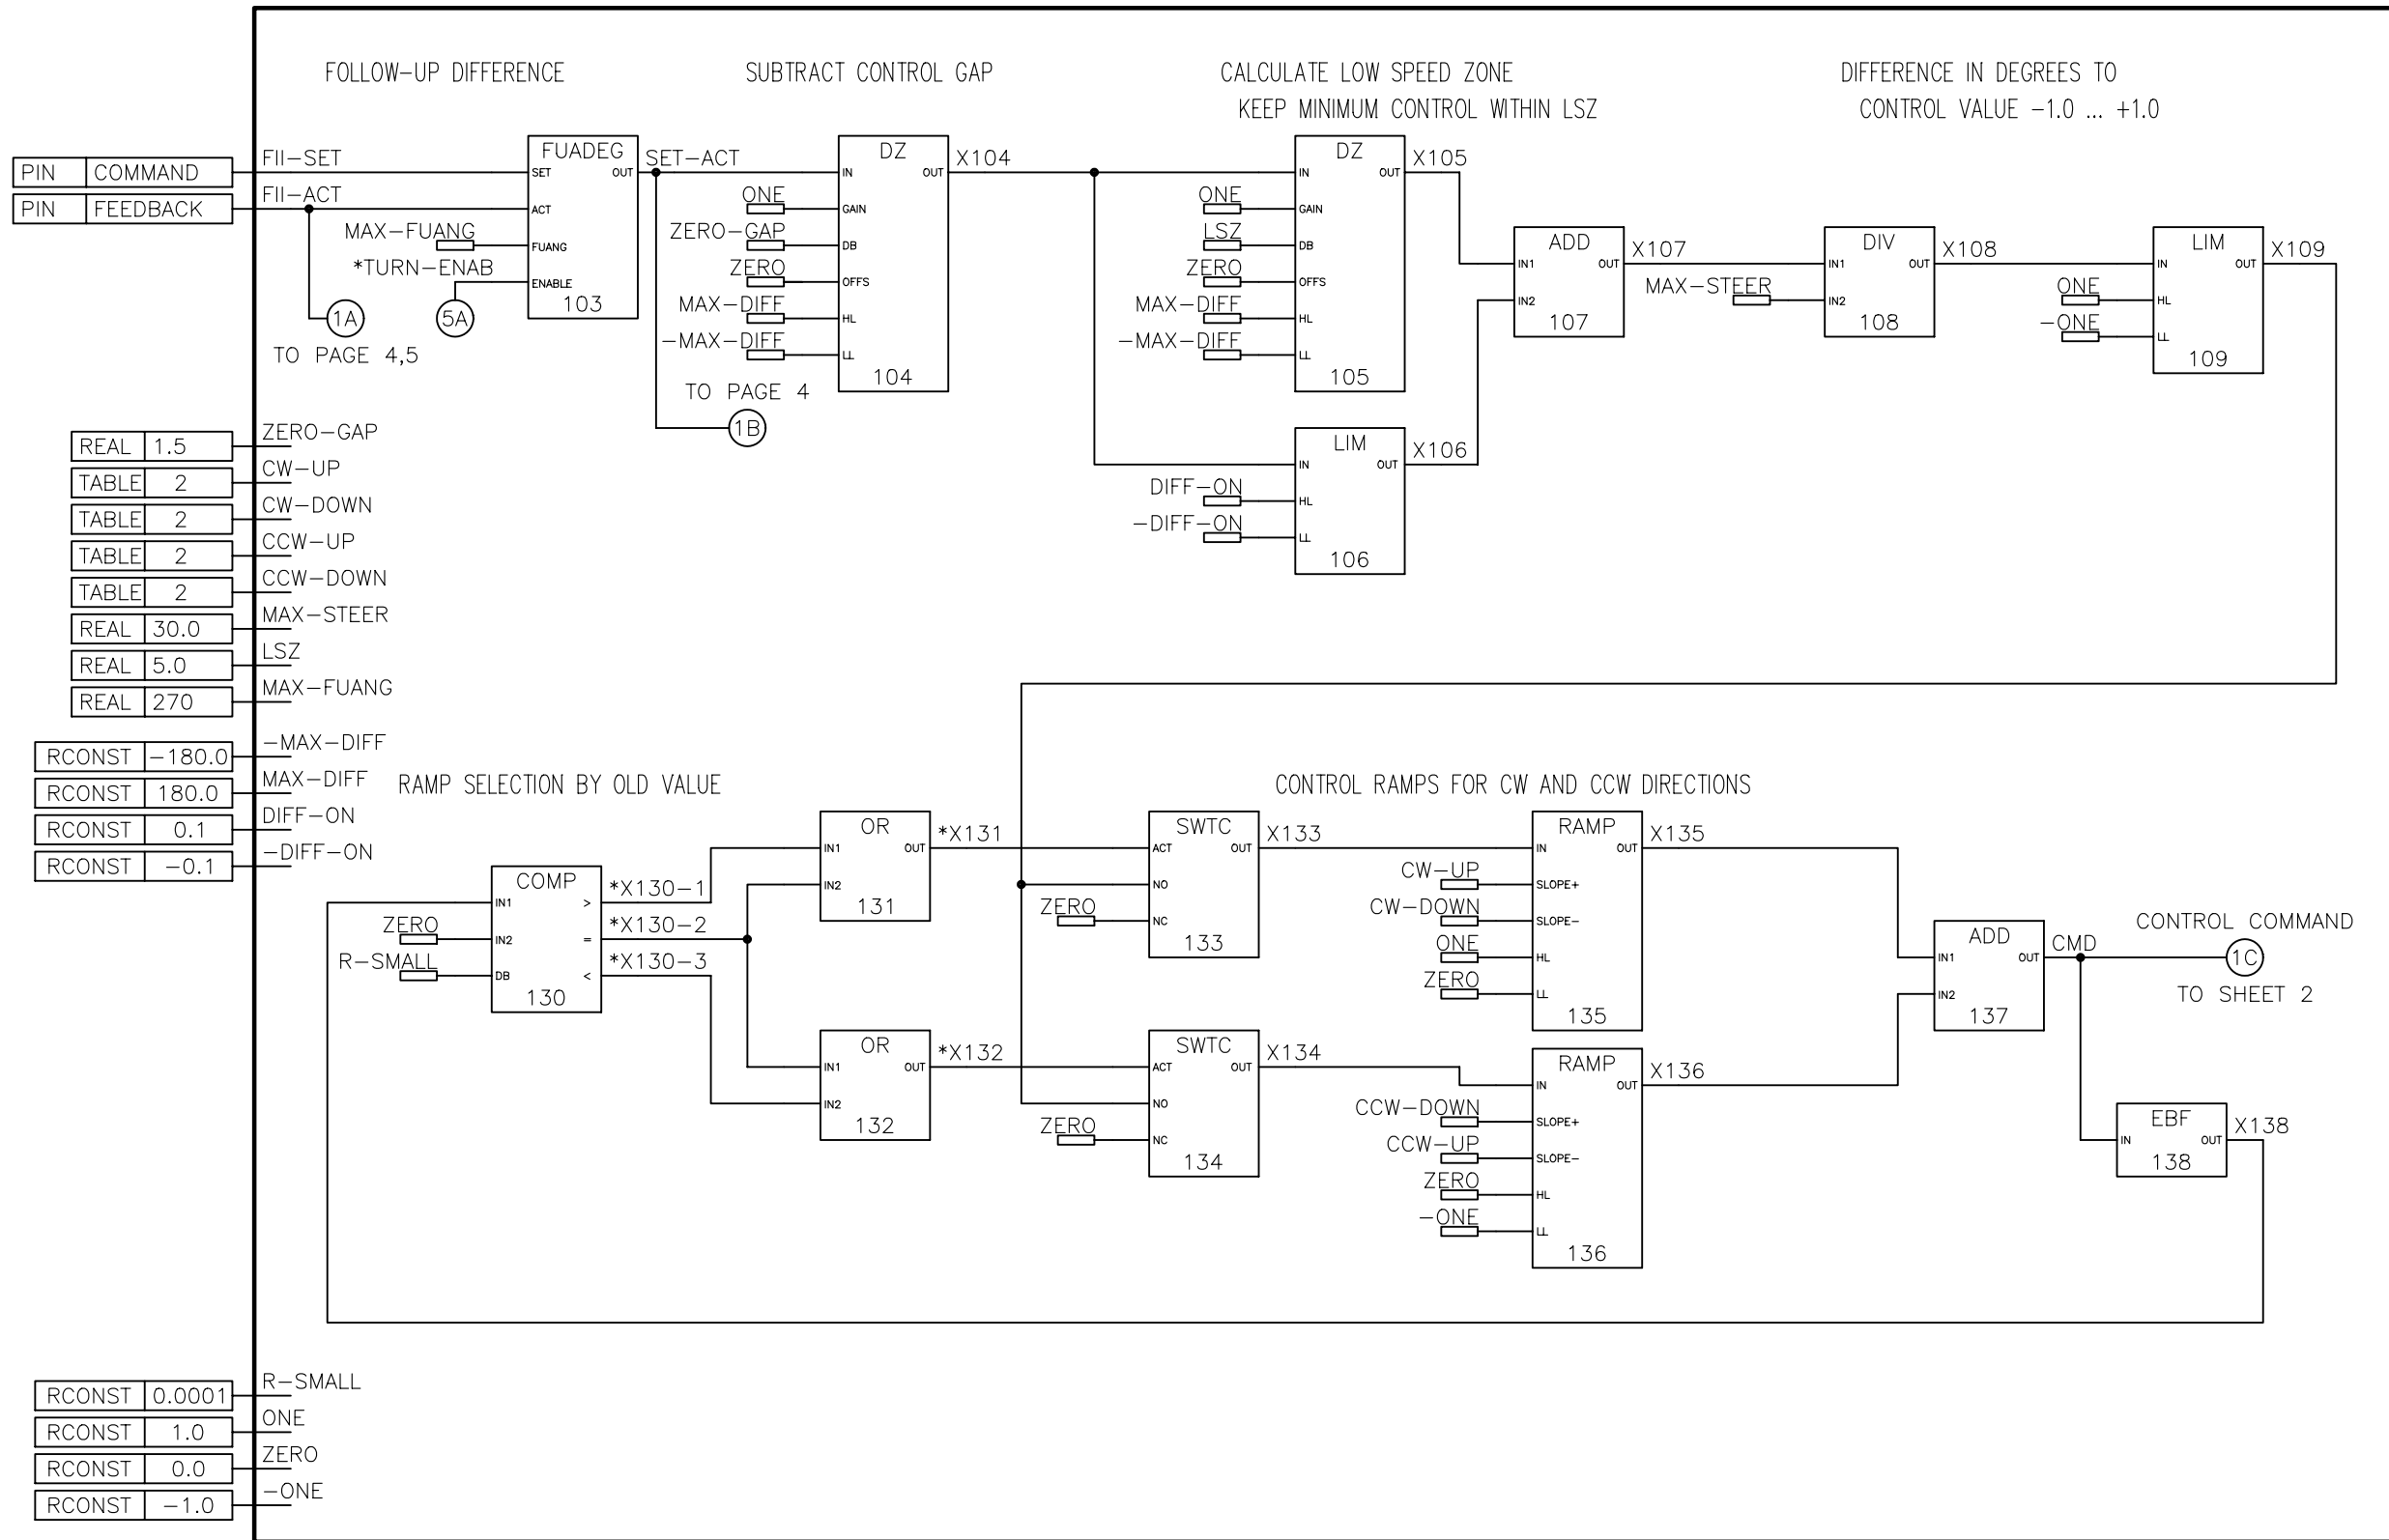 FOLLOW-UP DIFFERENCE
SUBTRACT CONTROL GAP
CALCULATE LOW SPEED ZONE
KEEP MINIMUM CONTROL WITHIN LSZ
DIFFERENCE IN DEGREES TO
CONTROL VALUE -1.0 ... +1.0
PIN COMMAND FII-SET
PIN FEEDBACK FII-ACT
MAX-FUANG
*TURN-ENAB
1A
TO PAGE 4,5
5A
FUADEG
SET OUT
ACT
FUANG
ENABLE
103
SET-ACT
ONE
ZERO-GAP
ZERO
MAX-DIFF
-MAX-DIFF
TO PAGE 4
1B
DZ
IN OUT
GAIN
DB
OFFS
HL
LL
104
X104
ONE
LSZ
ZERO
MAX-DIFF
-MAX-DIFF
DZ
IN OUT
GAIN
DB
OFFS
HL
LL
105
X105
DIFF-ON
-DIFF-ON
LIM
IN OUT
HL
LL
106
X106
ADD
IN1 OUT
IN2
107
X107
MAX-STEER
DIV
IN1 OUT
IN2
108
X108
ONE
-ONE
LIM
IN OUT
HL
LL
109
X109
REAL 1.5 ZERO-GAP
TABLE 2 CW-UP
TABLE 2 CW-DOWN
TABLE 2 CCW-UP
TABLE 2 CCW-DOWN
REAL 30.0 MAX-STEER
REAL 5.0 LSZ
REAL 270 MAX-FUANG
RCONST -180.0 -MAX-DIFF
RCONST 180.0 MAX-DIFF
RCONST 0.1 DIFF-ON
RCONST -0.1 -DIFF-ON
RAMP SELECTION BY OLD VALUE
CONTROL RAMPS FOR CW AND CCW DIRECTIONS
ZERO
R-SMALL
COMP
IN1 >
IN2 =
DB <
130
*X130-1
*X130-2
*X130-3
OR
IN1 OUT
IN2
131
*X131
OR
IN1 OUT
IN2
132
*X132
ZERO
SWTC
ACT OUT
NO
NC
133
X133
ZERO
SWTC
ACT OUT
NO
NC
134
X134
CW-UP
CW-DOWN
ONE
ZERO
RAMP
IN OUT
SLOPE+
SLOPE-
HL
LL
135
X135
CCW-DOWN
CCW-UP
ZERO
-ONE
RAMP
IN OUT
SLOPE+
SLOPE-
HL
LL
136
X136
ADD
IN1 OUT
IN2
137
CMD
CONTROL COMMAND
1C
TO SHEET 2
EBF
IN OUT
138
X138
RCONST 0.0001 R-SMALL
RCONST 1.0 ONE
RCONST 0.0 ZERO
RCONST -1.0 -ONE